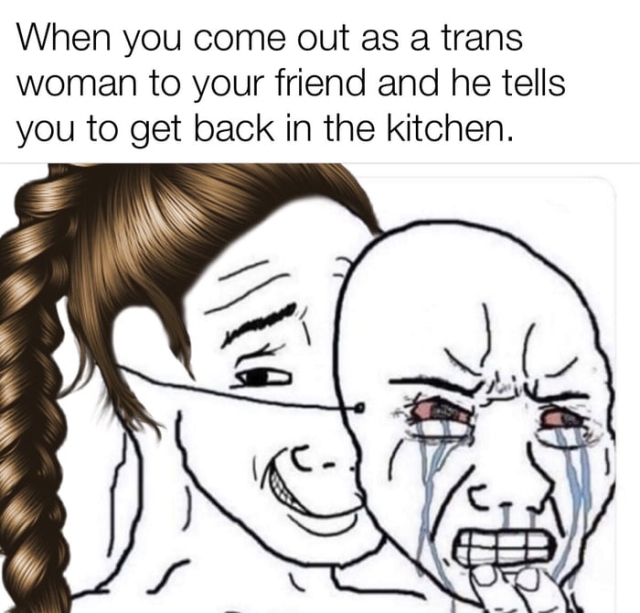 When you come out as a trans
woman to your friend and he tells
you to get back in the kitchen.